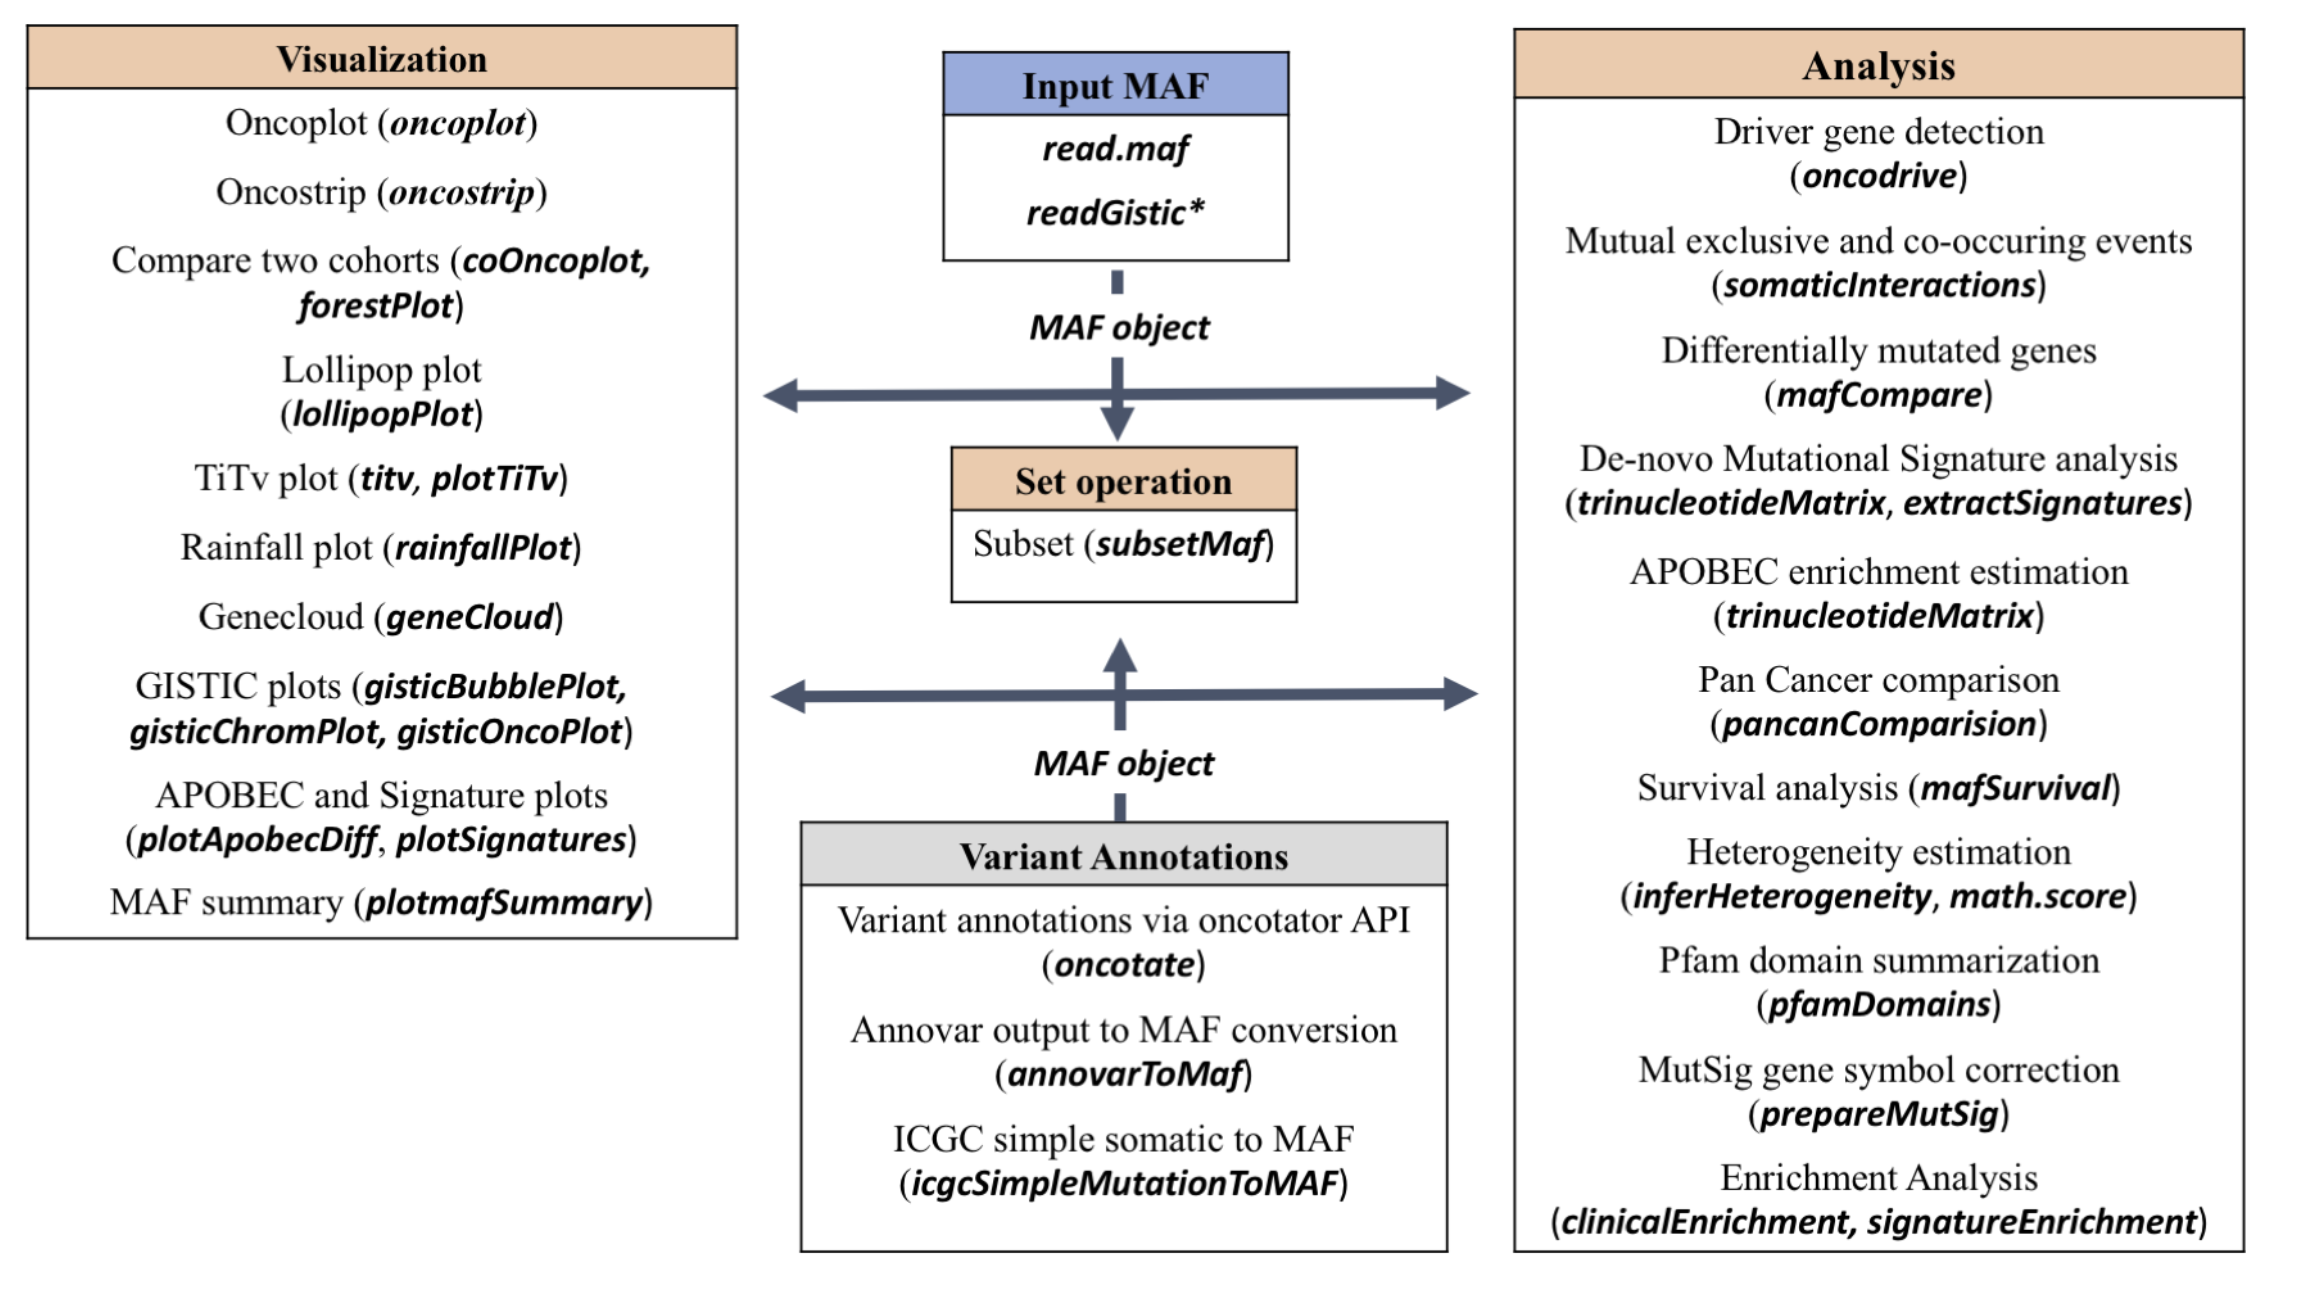 Visualization
Oncoplot (oncoplot)
Oncostrip (oncostrip)
Compare two cohorts (coOncoplot,
forestPlot)
Lollipop plot
(lollipopPlot)
TiTv plot (titv, plotTiTv)
Rainfall plot (rainfallPlot)
Genecloud (geneCloud)
GISTIC plots (gisticBubblePlot,
gisticChromPlot, gisticOncoPlot)
APOBEC and Signature plots
(plotApobecDiff, plotSignatures)
MAF summary (plotmafSummary)
Input MAF
read.maf
readGistic*
MAF object
Set operation
Subset (subsetMaf)
MAF object
Variant Annotations
Variant annotations via oncotator API
(oncotate)
Annovar output to MAF conversion
(annovarToMaf)
ICGC simple somatic to MAF
(icgcSimpleMutationToMAF)
Analysis
Driver gene detection
(oncodrive)
Mutual exclusive and co-occuring events
(somaticInteractions)
Differentially mutated genes
(mafCompare)
De-novo Mutational Signature analysis
(trinucleotideMatrix, extractSignatures)
APOBEC enrichment estimation
(trinucleotideMatrix)
Pan Cancer comparison
(pancanComparision)
Survival analysis (mafSurvival)
Heterogeneity estimation
(inferHeterogeneity, math.score)
Pfam domain summarization
(pfamDomains)
MutSig gene symbol correction
(prepareMutSig)
Enrichment Analysis
(clinicalEnrichment, signatureEnrichment)